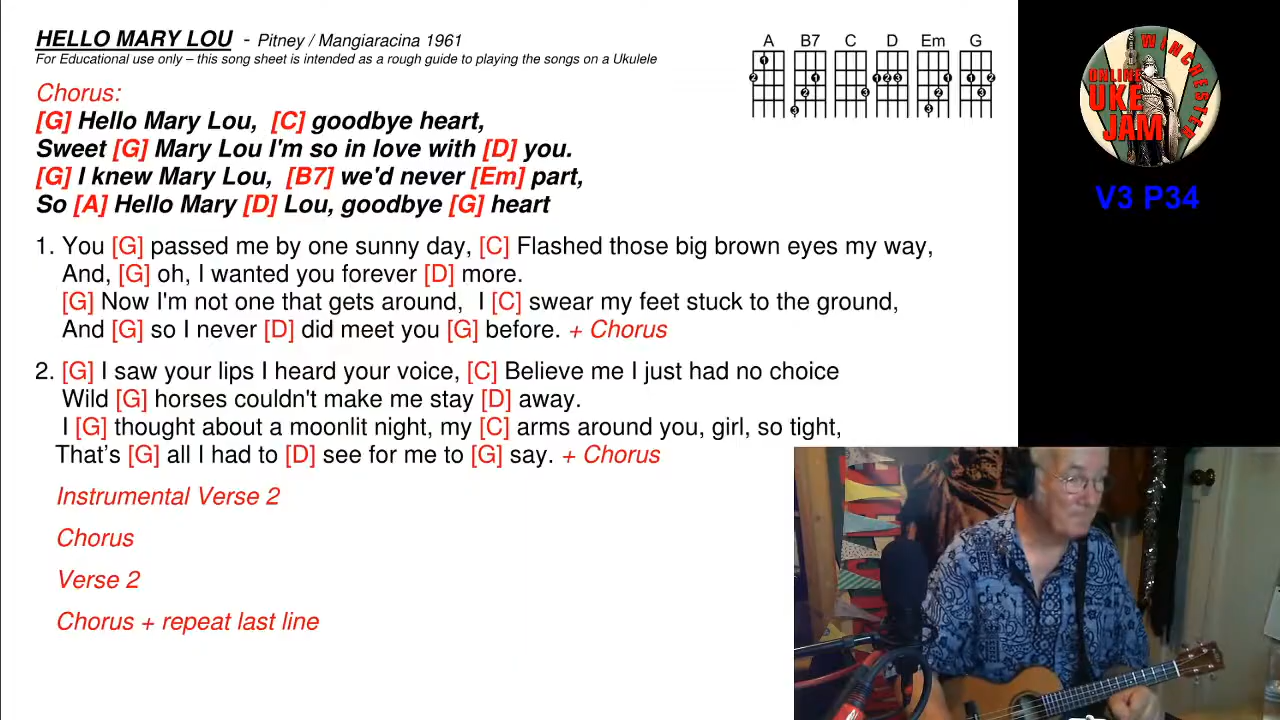 HELLO MARY LOU - Pitney / Mangiaracina 1961
For Educational use only – this song sheet is intended as a rough guide to playing the songs on a Ukulele
A B7 C D Em G
Chorus:
[G] Hello Mary Lou, [C] goodbye heart,
Sweet [G] Mary Lou I'm so in love with [D] you.
[G] I knew Mary Lou, [B7] we'd never [Em] part,
So [A] Hello Mary [D] Lou, goodbye [G] heart
1. You [G] passed me by one sunny day, [C] Flashed those big brown eyes my way,
And, [G] oh, I wanted you forever [D] more.
[G] Now I'm not one that gets around, I [C] swear my feet stuck to the ground,
And [G] so I never [D] did meet you [G] before. + Chorus
2. [G] I saw your lips I heard your voice, [C] Believe me I just had no choice
Wild [G] horses couldn't make me stay [D] away.
I [G] thought about a moonlit night, my [C] arms around you, girl, so tight,
That's [G] all I had to [D] see for me to [G] say. + Chorus
Instrumental Verse 2
Chorus
Verse 2
Chorus + repeat last line
WINCHESTER
ONLINE
UKE
JAM
V3 P34